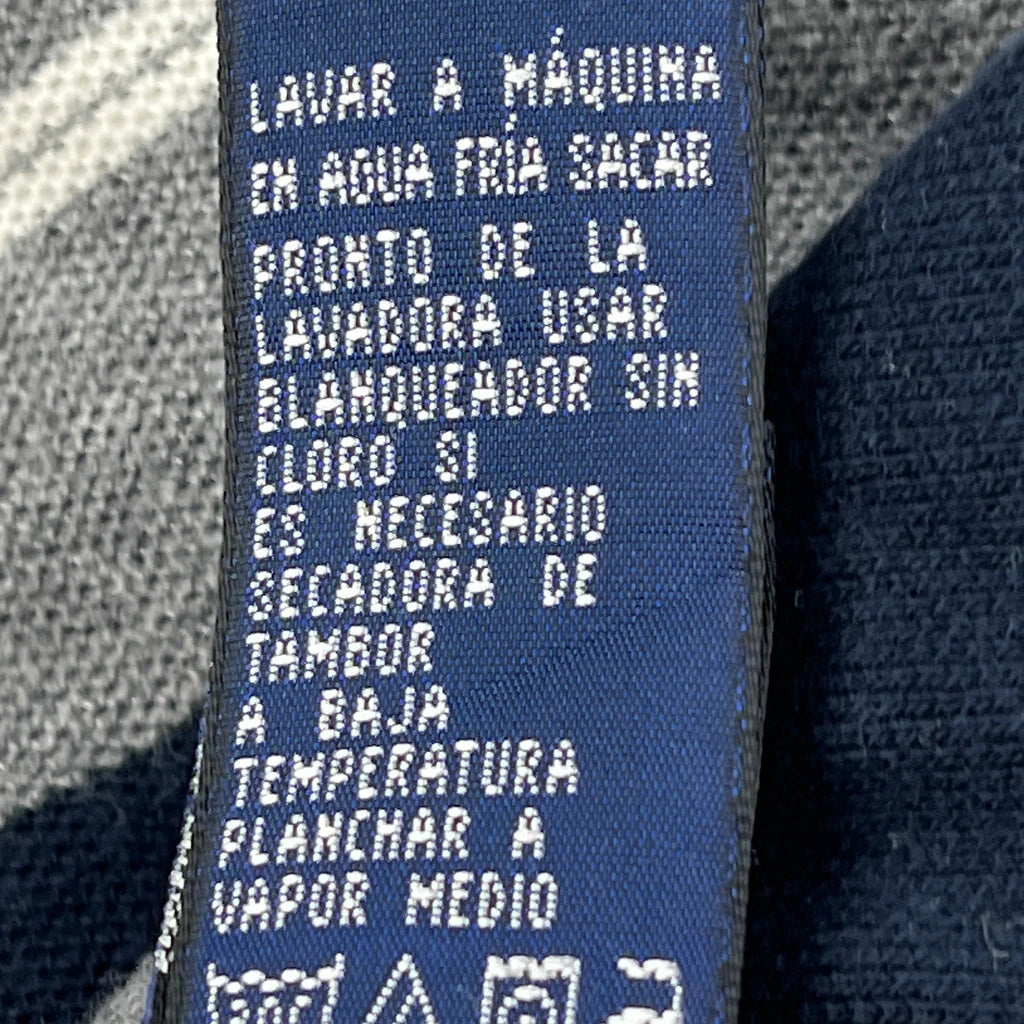 LAVAR A MÁQUINA
EN AGUA FRÍA SACAR
PRONTO DE LA
LAVADORA USAR
BLANQUEADOR SIN
CLORO SI
ES NECESARIO
SECADORA DE
TAMBOR
A BAJA
TEMPERATURA
PLANCHAR A
VAPOR MEDIO